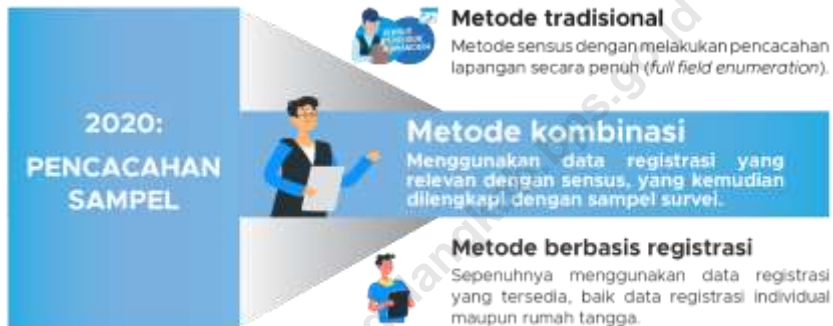 2020:
PENCACAHAN
SAMPEL
Metode tradisional
Metode sensus dengan melakukan pencacahan
lapangan secara penuh (full field enumeration).
Metode kombinasi
Menggunakan data registrasi yang
relevan dengan sensus, yang kemudian
dilengkapi dengan sampel survei.
Metode berbasis registrasi
Sepenuhnya menggunakan data registrasi
yang tersedia, baik data registrasi individual
maupun rumah tangga.